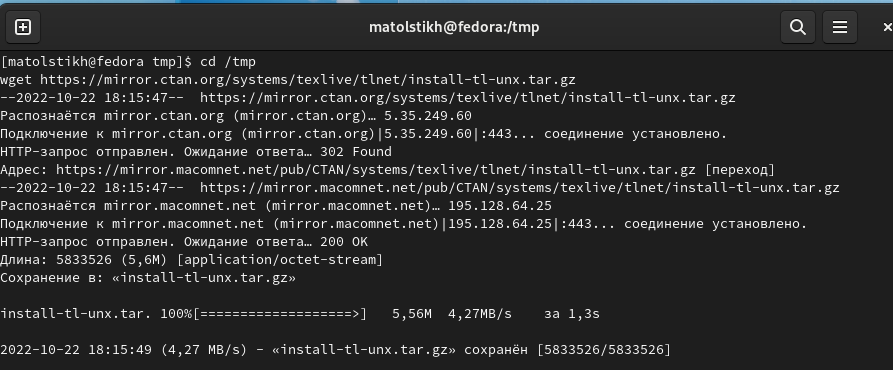 matolstikh@fedora:/tmp
[matolstikh@fedora tmp]$ cd /tmp
wget https://mirror.ctan.org/systems/texlive/tlnet/install-tl-unx.tar.gz
--2022-10-22 18:15:47--  https://mirror.ctan.org/systems/texlive/tlnet/install-tl-unx.tar.gz
Распознаётся mirror.ctan.org (mirror.ctan.org)… 5.35.249.60
Подключение к mirror.ctan.org (mirror.ctan.org)|5.35.249.60|:443... соединение установлено.
HTTP-запрос отправлен. Ожидание ответа… 302 Found
Адрес: https://mirror.macomnet.net/pub/CTAN/systems/texlive/tlnet/install-tl-unx.tar.gz [переход]
--2022-10-22 18:15:47--  https://mirror.macomnet.net/pub/CTAN/systems/texlive/tlnet/install-tl-unx.tar.gz
Распознаётся mirror.macomnet.net (mirror.macomnet.net)… 195.128.64.25
Подключение к mirror.macomnet.net (mirror.macomnet.net)|195.128.64.25|:443... соединение установлено.
HTTP-запрос отправлен. Ожидание ответа… 200 OK
Длина: 5833526 (5,6M) [application/octet-stream]
Сохранение в: «install-tl-unx.tar.gz»
install-tl-unx.tar. 100%[===================>]   5,56M  4,27MB/s    за 1,3s
2022-10-22 18:15:49 (4,27 MB/s) - «install-tl-unx.tar.gz» сохранён [5833526/5833526]